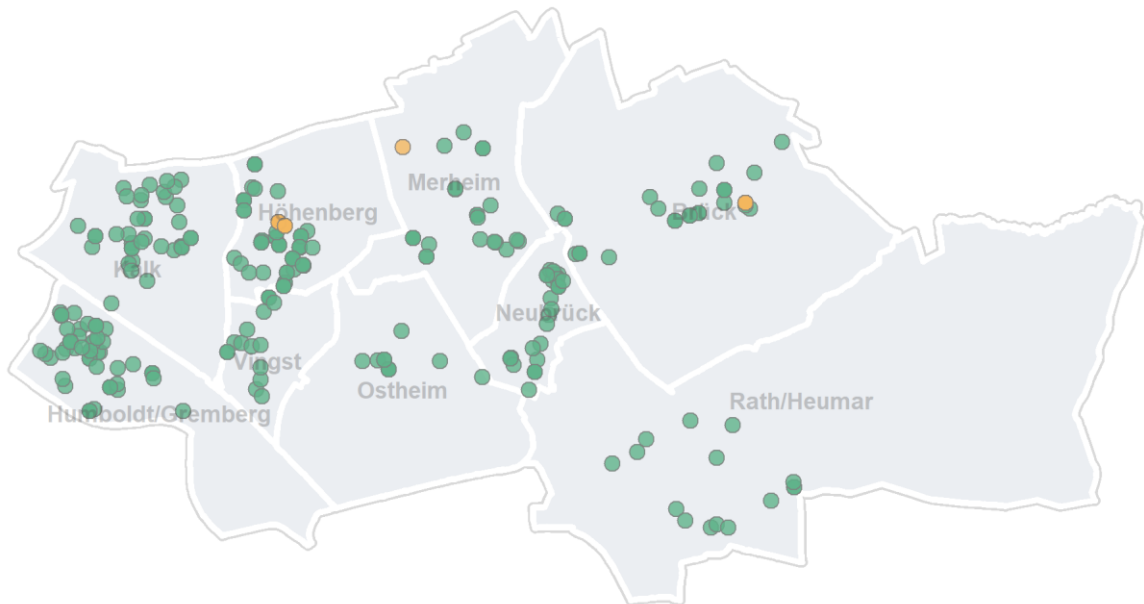 Merheim
Höhenberg
Brück
Kalk
Neubrück
Vingst
Ostheim
Rath/Heumar
Humboldt/Gremberg